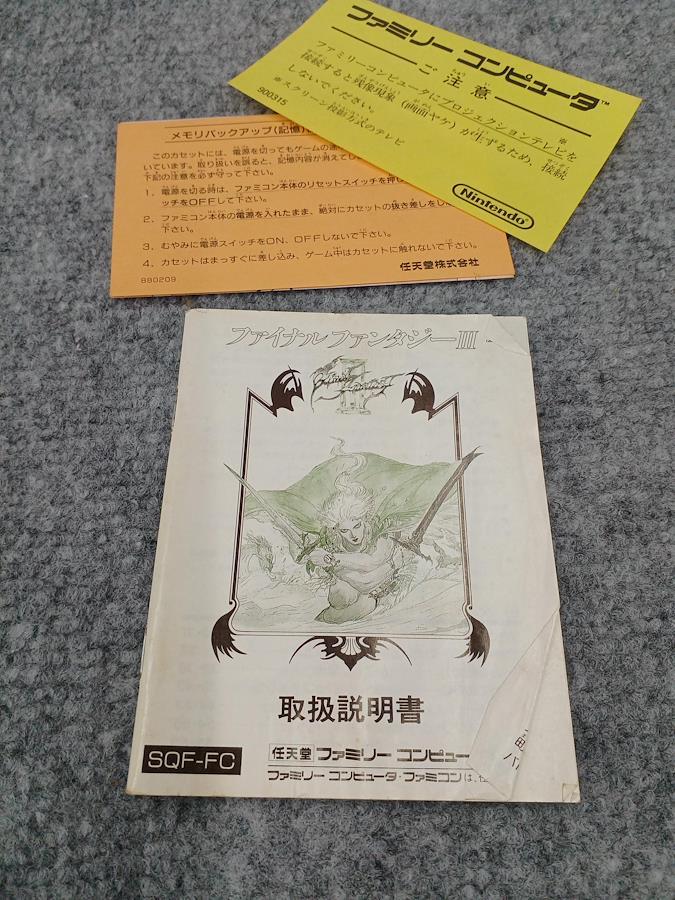 ファミリー コンピュータ™
ご注意
ファミリーコンピュータにプロジェクションテレビ※を
接続すると残像現象（画面ヤケ）が生ずるため、接続
しないでください。
※スクリーン投影方式のテレビ
900315
Nintendo
メモリバックアップ（記憶）
このカセットには、電源を切ってもゲームの途
いています。取り扱いを誤ると、記憶内容が消えてし
下記の注意を必ず守って下さい。
1．電源を切る時は、ファミコン本体のリセットスイッチを押し
ッチをOFFして下さい。
2．ファミコン本体の電源を入れたまま、絶対にカセットの抜き差しをし
下さい。
3．むやみに電源スイッチをON、OFFしないで下さい。
4．カセットはまっすぐに差し込み、ゲーム中はカセットに触れないで下さい。
890209
任天堂株式会社
ファイナルファンタジーIII
Final Fantasy III
取扱説明書
SQF-FC
任天堂 ファミリー コンピュー
ファミリー コンピュータ・ファミコンは、任